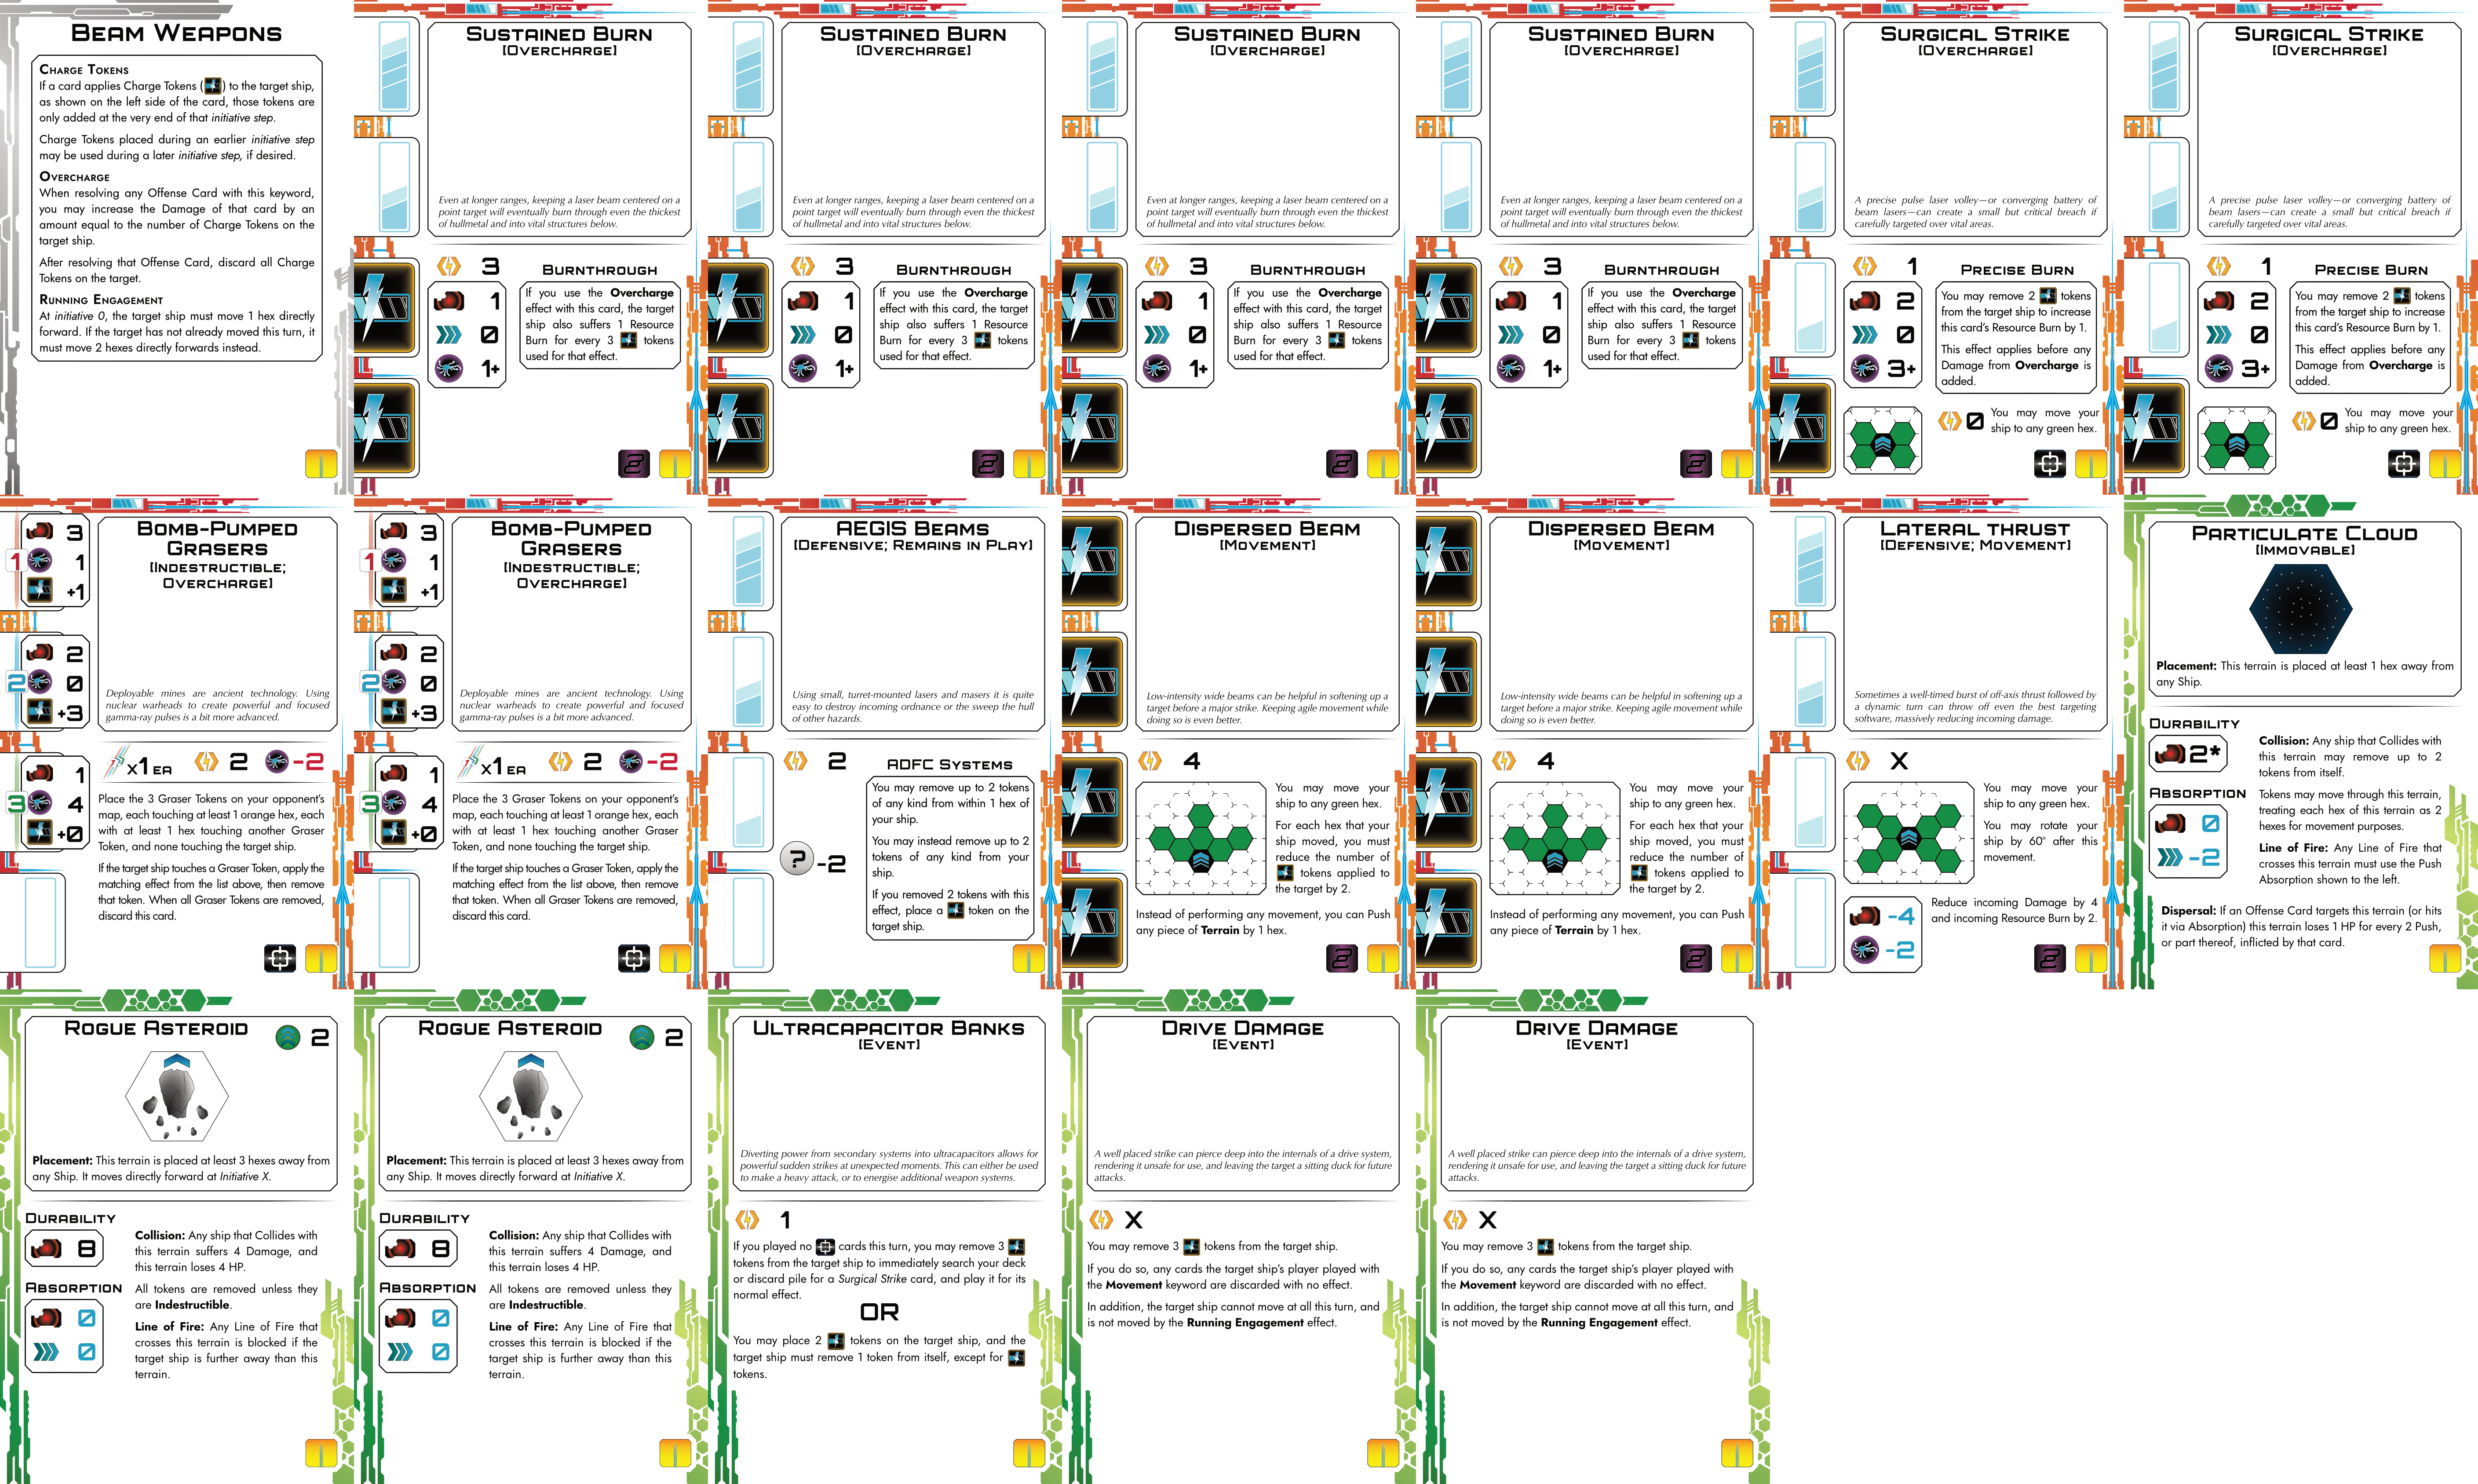 BEAM WEAPONS
CHARGE TOKENS
If a card applies Charge Tokens ( ) to the target ship,
as shown on the left side of the card, those tokens are
only added at the very end of that initiative step.
Charge Tokens placed during an earlier initiative step
may be used during a later initiative step, if desired.
OVERCHARGE
When resolving any Offense Card with this keyword,
you may increase the Damage of that card by an
amount equal to the number of Charge Tokens on the
target ship.
After resolving that Offense Card, discard all Charge
Tokens on the target.
RUNNING ENGAGEMENT
At initiative 0, the target ship must move 1 hex directly
forward. If the target has not already moved this turn, it
must move 2 hexes directly forwards instead.
SUSTAINED BURN
[OVERCHARGE]
Even at longer ranges, keeping a laser beam centered on a
point target will eventually burn through even the thickest
of hullmetal and into vital structures below.
3
1
0
1+
BURNTHROUGH
If you use the Overcharge
effect with this card, the target
ship also suffers 1 Resource
Burn for every 3 tokens
used for that effect.
2
SUSTAINED BURN
[OVERCHARGE]
Even at longer ranges, keeping a laser beam centered on a
point target will eventually burn through even the thickest
of hullmetal and into vital structures below.
3
1
0
1+
BURNTHROUGH
If you use the Overcharge
effect with this card, the target
ship also suffers 1 Resource
Burn for every 3 tokens
used for that effect.
2
SUSTAINED BURN
[OVERCHARGE]
Even at longer ranges, keeping a laser beam centered on a
point target will eventually burn through even the thickest
of hullmetal and into vital structures below.
3
1
0
1+
BURNTHROUGH
If you use the Overcharge
effect with this card, the target
ship also suffers 1 Resource
Burn for every 3 tokens
used for that effect.
2
SUSTAINED BURN
[OVERCHARGE]
Even at longer ranges, keeping a laser beam centered on a
point target will eventually burn through even the thickest
of hullmetal and into vital structures below.
3
1
0
1+
BURNTHROUGH
If you use the Overcharge
effect with this card, the target
ship also suffers 1 Resource
Burn for every 3 tokens
used for that effect.
2
SURGICAL STRIKE
[OVERCHARGE]
A precise pulse laser volley—or converging battery of
beam lasers—can create a small but critical breach if
carefully targeted over vital areas.
1
2
0
3+
PRECISE BURN
You may remove 2 tokens
from the target ship to increase
this card's Resource Burn by 1.
This effect applies before any
Damage from Overcharge is
added.
0
You may move your
ship to any green hex.
SURGICAL STRIKE
[OVERCHARGE]
A precise pulse laser volley—or converging battery of
beam lasers—can create a small but critical breach if
carefully targeted over vital areas.
1
2
0
3+
PRECISE BURN
You may remove 2 tokens
from the target ship to increase
this card's Resource Burn by 1.
This effect applies before any
Damage from Overcharge is
added.
0
You may move your
ship to any green hex.
1
3
1
+1
2
2
0
+3
3
1
4
+0
BOMB-PUMPED
GRASERS
[INDESTRUCTIBLE;
OVERCHARGE]
Deployable mines are ancient technology. Using
nuclear warheads to create powerful and focused
gamma-ray pulses is a bit more advanced.
x1 EA 2 -2
Place the 3 Graser Tokens on your opponent's
map, each touching at least 1 orange hex, each
with at least 1 hex touching another Graser
Token, and none touching the target ship.
If the target ship touches a Graser Token, apply the
matching effect from the list above, then remove
that token. When all Graser Tokens are removed,
discard this card.
1
3
1
+1
2
2
0
+3
3
1
4
+0
BOMB-PUMPED
GRASERS
[INDESTRUCTIBLE;
OVERCHARGE]
Deployable mines are ancient technology. Using
nuclear warheads to create powerful and focused
gamma-ray pulses is a bit more advanced.
x1 EA 2 -2
Place the 3 Graser Tokens on your opponent's
map, each touching at least 1 orange hex, each
with at least 1 hex touching another Graser
Token, and none touching the target ship.
If the target ship touches a Graser Token, apply the
matching effect from the list above, then remove
that token. When all Graser Tokens are removed,
discard this card.
AEGIS BEAMS
[DEFENSIVE; REMAINS IN PLAY]
Using small, turret-mounted lasers and masers it is quite
easy to destroy incoming ordnance or the sweep the hull
of other hazards.
2
? -2
ADFC SYSTEMS
You may remove up to 2 tokens
of any kind from within 1 hex of
your ship.
You may instead remove up to 2
tokens of any kind from your
ship.
If you removed 2 tokens with this
effect, place a token on the
target ship.
DISPERSED BEAM
[MOVEMENT]
Low-intensity wide beams can be helpful in softening up a
target before a major strike. Keeping agile movement while
doing so is even better.
4
You may move your
ship to any green hex.
For each hex that your
ship moved, you must
reduce the number of
tokens applied to
the target by 2.
Instead of performing any movement, you can Push
any piece of Terrain by 1 hex.
2
DISPERSED BEAM
[MOVEMENT]
Low-intensity wide beams can be helpful in softening up a
target before a major strike. Keeping agile movement while
doing so is even better.
4
You may move your
ship to any green hex.
For each hex that your
ship moved, you must
reduce the number of
tokens applied to
the target by 2.
Instead of performing any movement, you can Push
any piece of Terrain by 1 hex.
2
LATERAL THRUST
[DEFENSIVE; MOVEMENT]
Sometimes a well-timed burst of off-axis thrust followed by
a dynamic turn can throw off even the best targeting
software, massively reducing incoming damage.
X
You may move your
ship to any green hex.
You may rotate your
ship by 60° after this
movement.
-4
-2
Reduce incoming Damage by 4
and incoming Resource Burn by 2.
2
PARTICULATE CLOUD
[IMMOVABLE]
Placement: This terrain is placed at least 1 hex away from
any Ship.
DURABILITY
2*
ABSORPTION
0
-2
Collision: Any ship that Collides with
this terrain may remove up to 2
tokens from itself.
Tokens may move through this terrain,
treating each hex of this terrain as 2
hexes for movement purposes.
Line of Fire: Any Line of Fire that
crosses this terrain must use the Push
Absorption shown to the left.
Dispersal: If an Offense Card targets this terrain (or hits
it via Absorption) this terrain loses 1 HP for every 2 Push,
or part thereof, inflicted by that card.
ROGUE ASTEROID
2
Placement: This terrain is placed at least 3 hexes away from
any Ship. It moves directly forward at Initiative X.
DURABILITY
8
ABSORPTION
0
0
Collision: Any ship that Collides with
this terrain suffers 4 Damage, and
this terrain loses 4 HP.
All tokens are removed unless they
are Indestructible.
Line of Fire: Any Line of Fire that
crosses this terrain is blocked if the
target ship is further away than this
terrain.
ROGUE ASTEROID
2
Placement: This terrain is placed at least 3 hexes away from
any Ship. It moves directly forward at Initiative X.
DURABILITY
8
ABSORPTION
0
0
Collision: Any ship that Collides with
this terrain suffers 4 Damage, and
this terrain loses 4 HP.
All tokens are removed unless they
are Indestructible.
Line of Fire: Any Line of Fire that
crosses this terrain is blocked if the
target ship is further away than this
terrain.
ULTRACAPACITOR BANKS
[EVENT]
Diverting power from secondary systems into ultracapacitors allows for
powerful sudden strikes at unexpected moments. This can either be used
to make a heavy attack, or to energise additional weapon systems.
1
If you played no cards this turn, you may remove 3
tokens from the target ship to immediately search your deck
or discard pile for a Surgical Strike card, and play it for its
normal effect.
OR
You may place 2 tokens on the target ship, and the
target ship must remove 1 token from itself, except for
tokens.
DRIVE DAMAGE
[EVENT]
A well placed strike can pierce deep into the internals of a drive system,
rendering it unsafe for use, and leaving the target a sitting duck for future
attacks.
X
You may remove 3 tokens from the target ship.
If you do so, any cards the target ship's player played with
the Movement keyword are discarded with no effect.
In addition, the target ship cannot move at all this turn, and
is not moved by the Running Engagement effect.
DRIVE DAMAGE
[EVENT]
A well placed strike can pierce deep into the internals of a drive system,
rendering it unsafe for use, and leaving the target a sitting duck for future
attacks.
X
You may remove 3 tokens from the target ship.
If you do so, any cards the target ship's player played with
the Movement keyword are discarded with no effect.
In addition, the target ship cannot move at all this turn, and
is not moved by the Running Engagement effect.